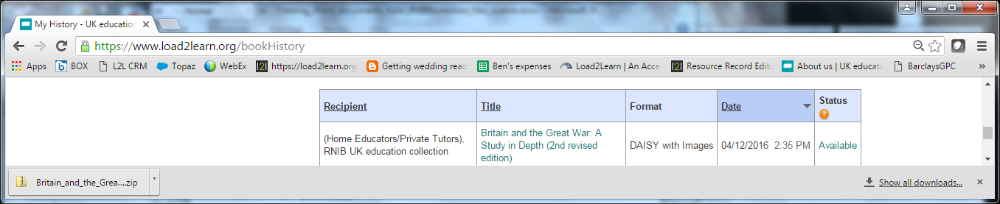 My History - UK education
https://www.load2learn.org/bookHistory
Apps BOX L2L CRM Topaz WebEx https://load2learn.org Getting wedding read Ben's expenses Load2Learn | An Acce Resource Record Edit About us | UK educati BarclaysGPC »
Recipient Title Format Date Status
(Home Educators/Private Tutors),
RNIB UK education collection
Britain and the Great War: A
Study in Depth (2nd revised
edition)
DAISY with Images
04/12/2016 2:35 PM
Available
Britain_and_the_Grea....zip
Show all downloads...